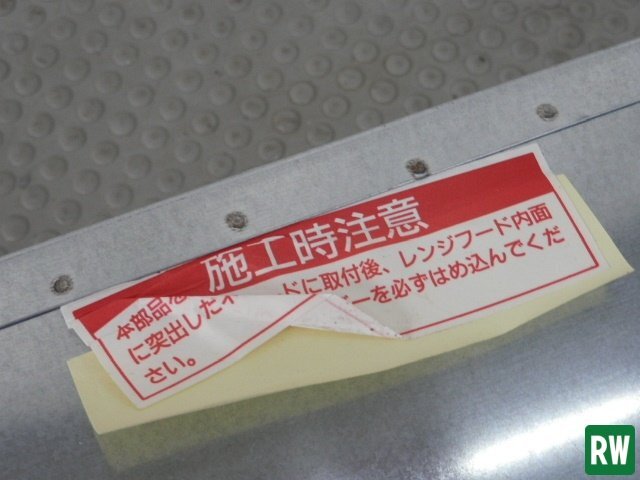 施工時注意
本部品を ドに取付後、レンジフード内面
に突出した ーを必ずはめ込んでくだ
さい。
RW